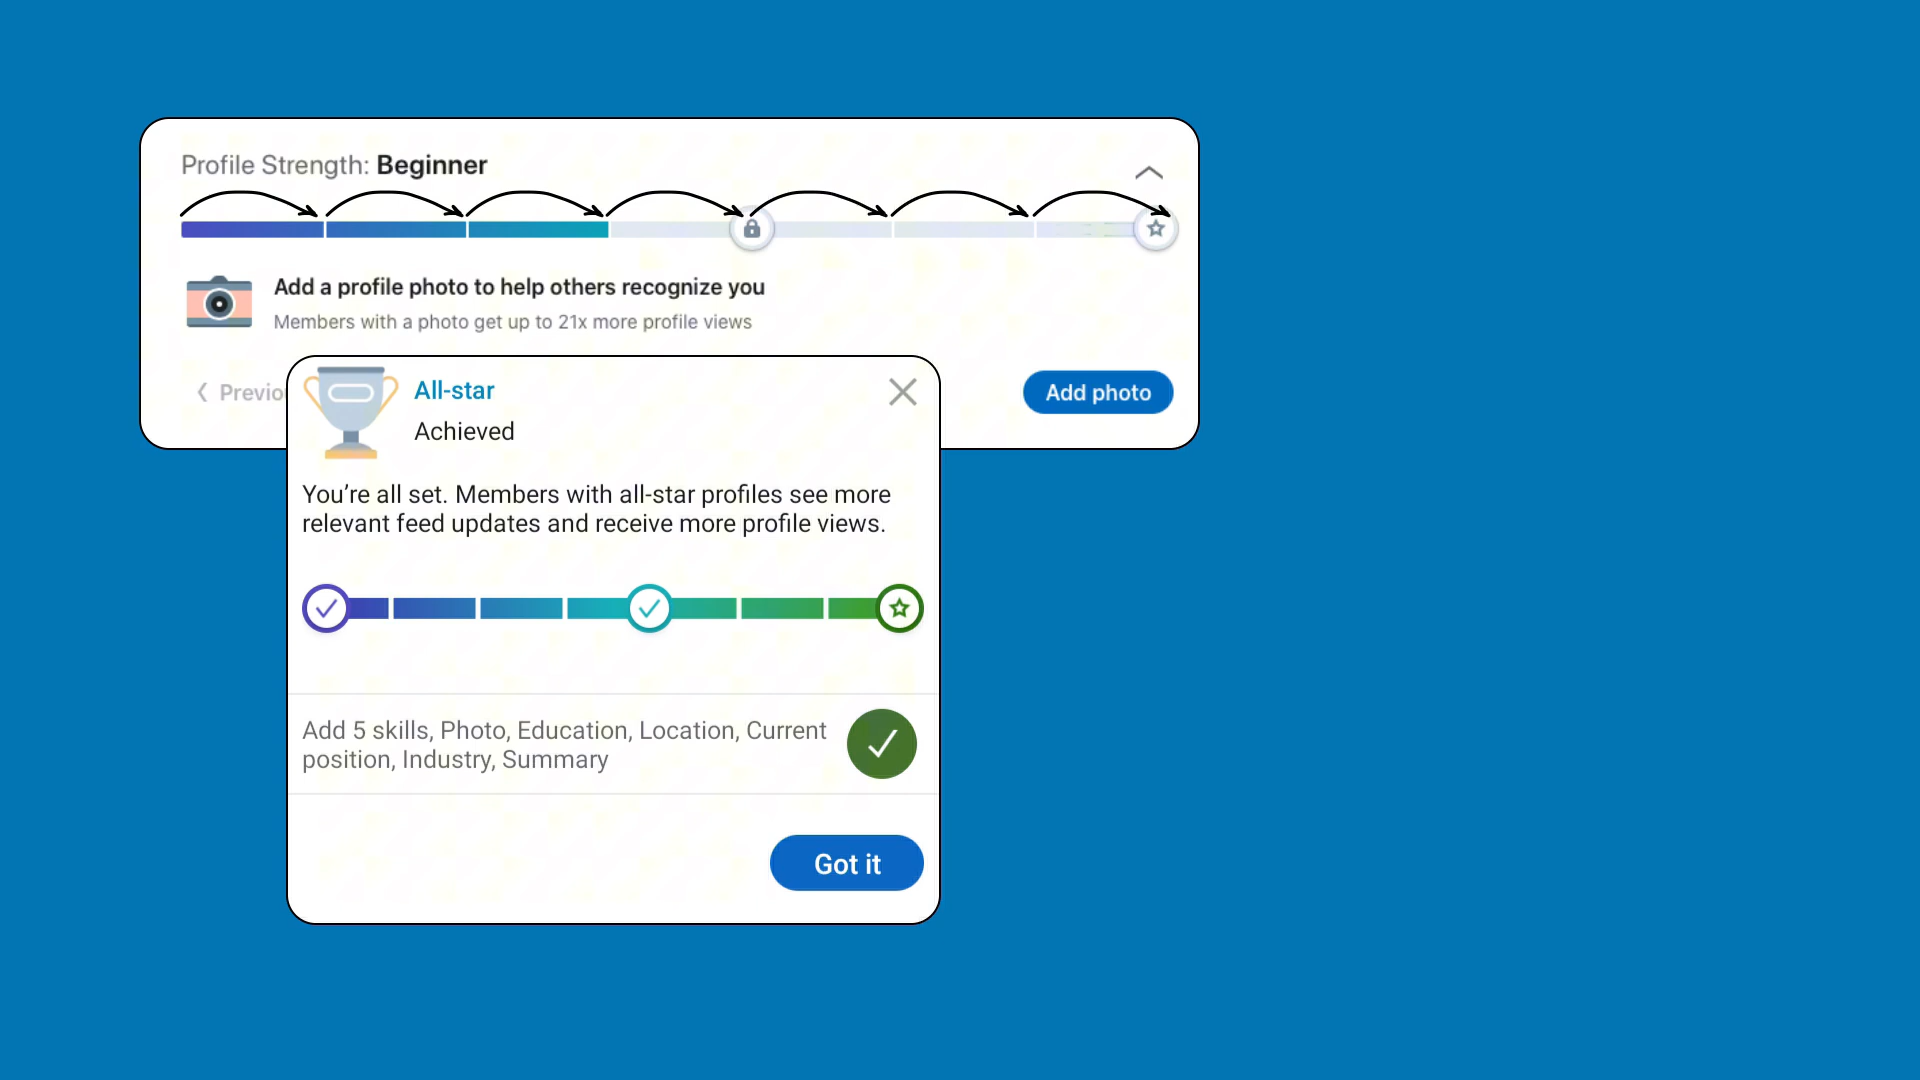 Profile Strength: Beginner
Add a profile photo to help others recognize you
Members with a photo get up to 21x more profile views
Add photo
All-star
Achieved
You’re all set. Members with all-star profiles see more
relevant feed updates and receive more profile views.
Add 5 skills, Photo, Education, Location, Current
position, Industry, Summary
Got it